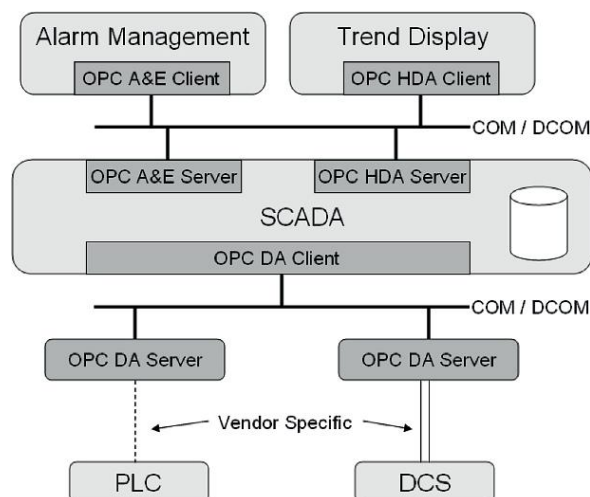 Alarm Management
Trend Display
OPC A&E Client
OPC HDA Client
COM / DCOM
OPC A&E Server
OPC HDA Server
SCADA
OPC DA Client
COM / DCOM
OPC DA Server
OPC DA Server
Vendor Specific
PLC
DCS